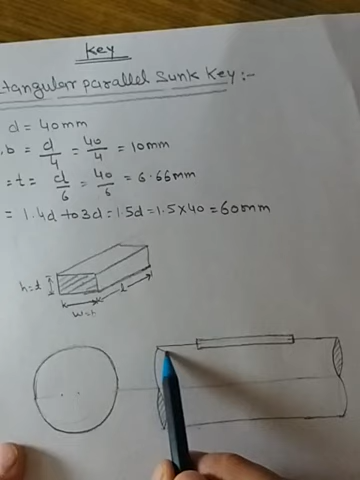 Key
ctangular parallel Sunk Key :-
d = 40mm
b = d/4 = 40/4 = 10mm
= t = d/6 = 40/6 = 6.66mm
= 1.4d to 3d = 1.5d = 1.5 x 40 = 60mm
h=t
l